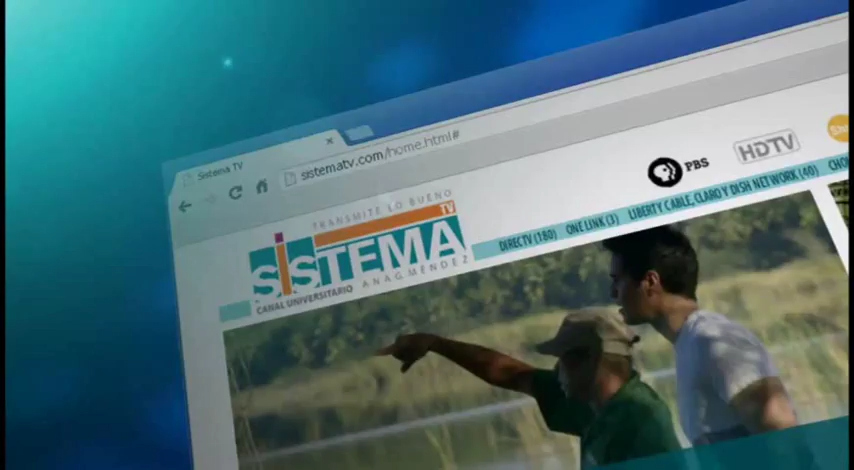 Sistema TV
sistematv.com/home.html#
PBS
HDTV
TRANSMITE LO BUENO
TV
SISTEMA
CANAL UNIVERSITARIO ANA G. MENDEZ
DIRECTV (180) ONE LINK (3) LIBERTY CABLE, CLARO Y DISH NETWORK (40)